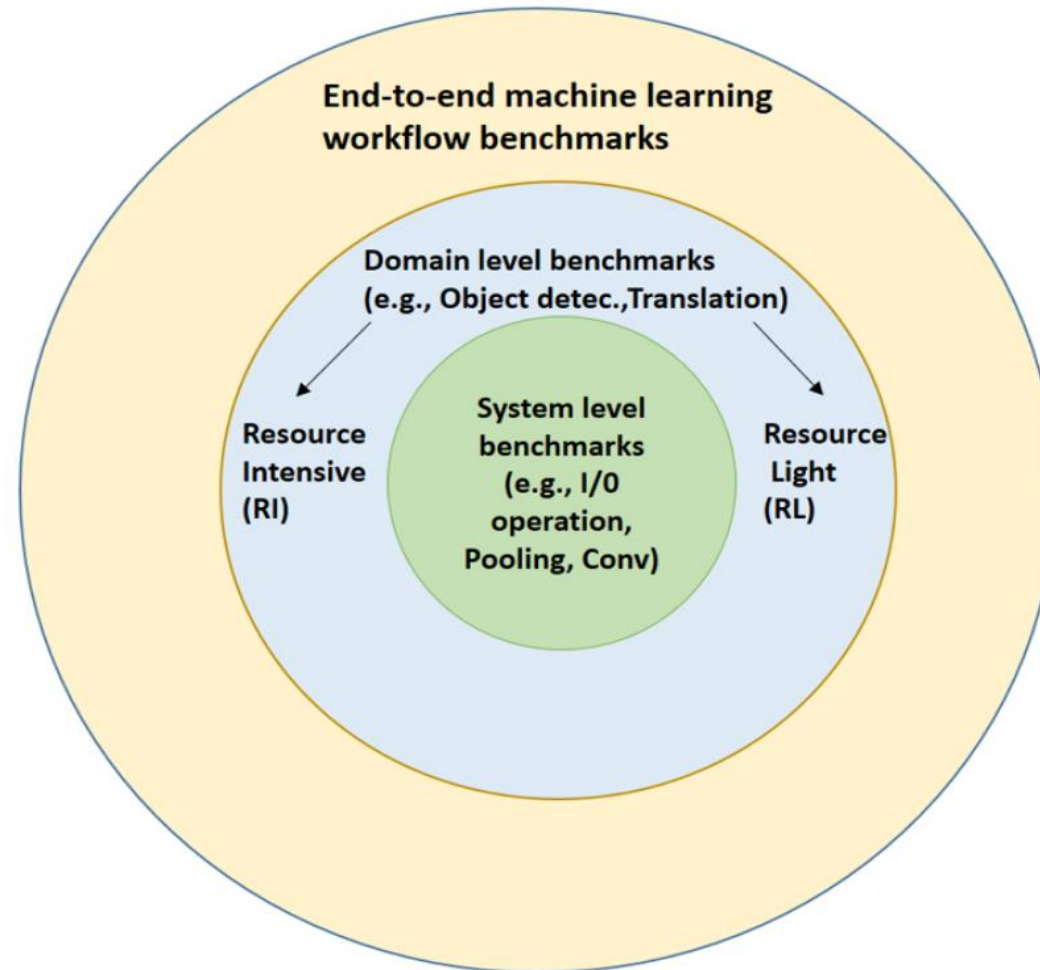 End-to-end machine learning
workflow benchmarks
Domain level benchmarks
(e.g., Object detec.,Translation)
Resource
Intensive
(RI)
System level
benchmarks
(e.g., I/0
operation,
Pooling, Conv)
Resource
Light
(RL)